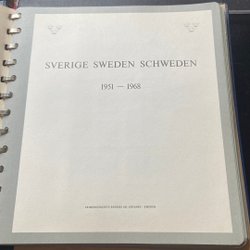 SVERIGE SWEDEN SCHWEDEN
1951 — 1968